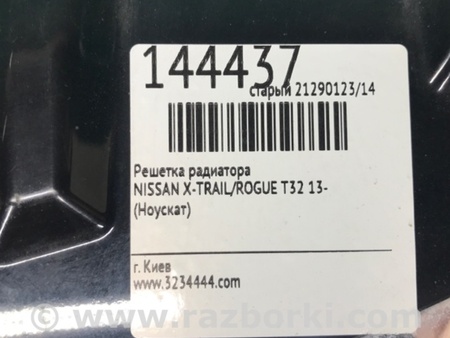 144437
старый 21290123/14
Решетка радиатора
NISSAN X-TRAIL/ROGUE T32 13-
(Ноускат)
г. Киев
www.3234444.com
www.razborki.com